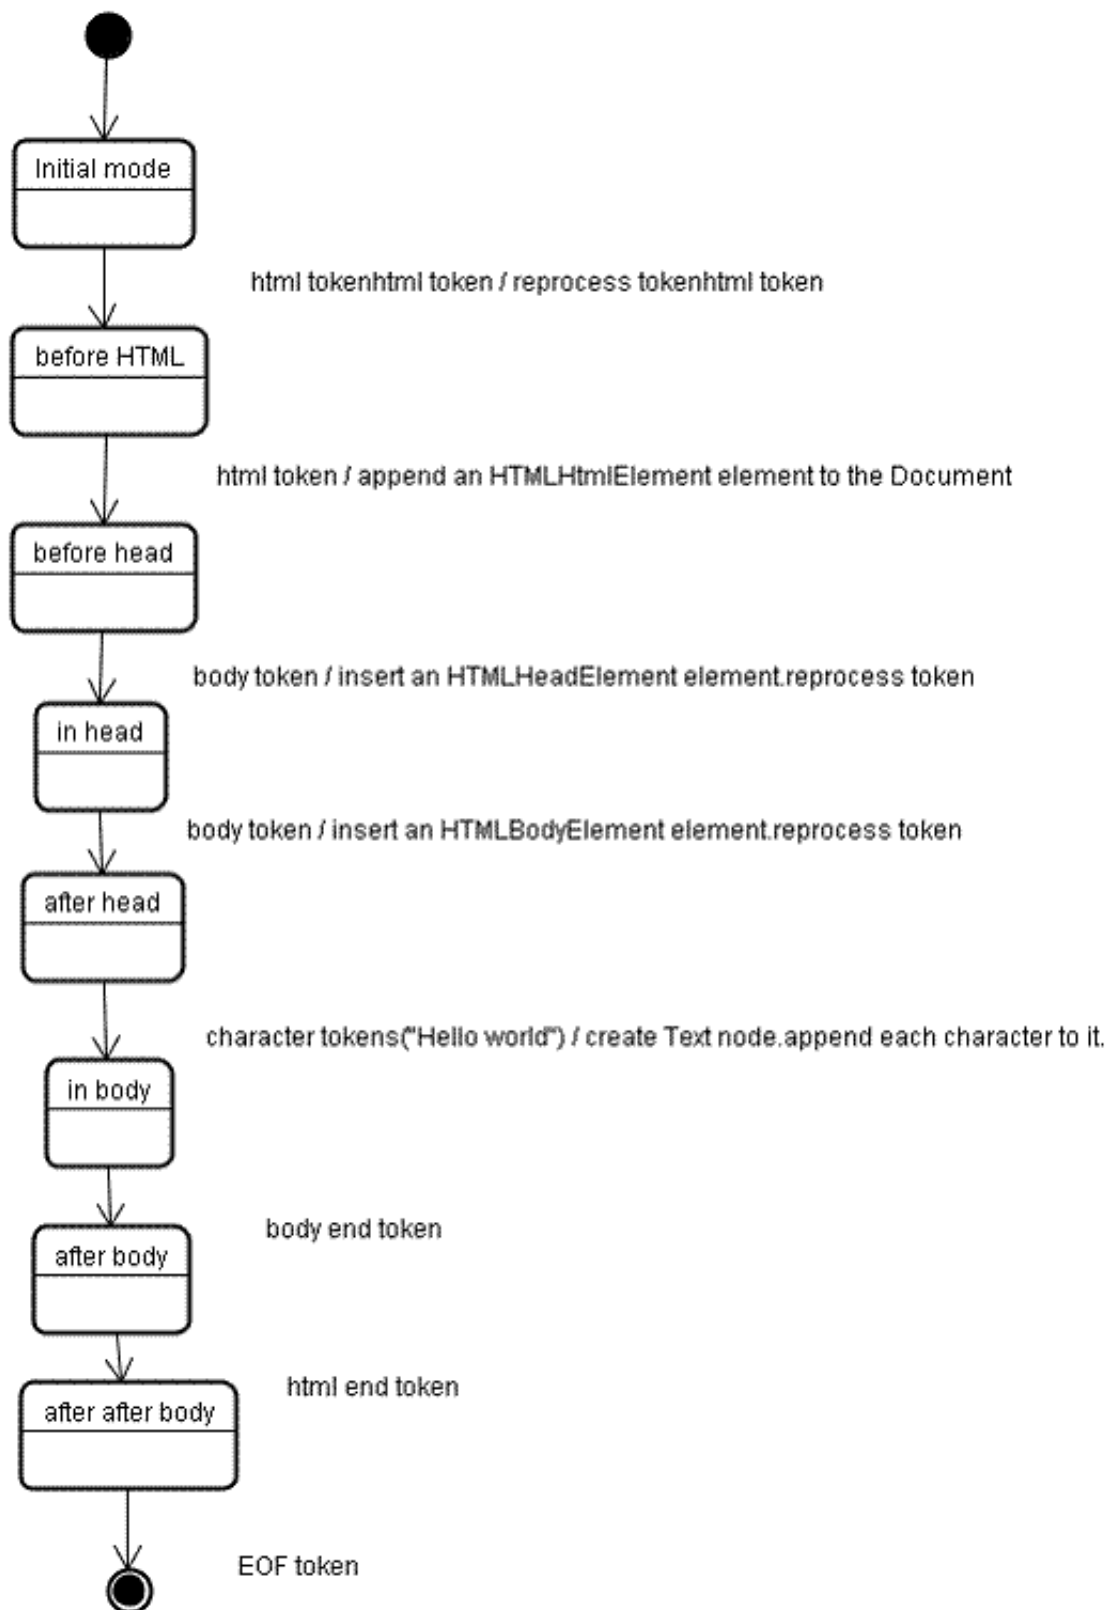 Initial mode
html tokenhtml token / reprocess tokenhtml token
before HTML
html token / append an HTMLHtmlElement element to the Document
before head
body token / insert an HTMLHeadElement element.reprocess token
in head
body token / insert an HTMLBodyElement element.reprocess token
after head
character tokens("Hello world") / create Text node.append each character to it.
in body
body end token
after body
html end token
after after body
EOF token